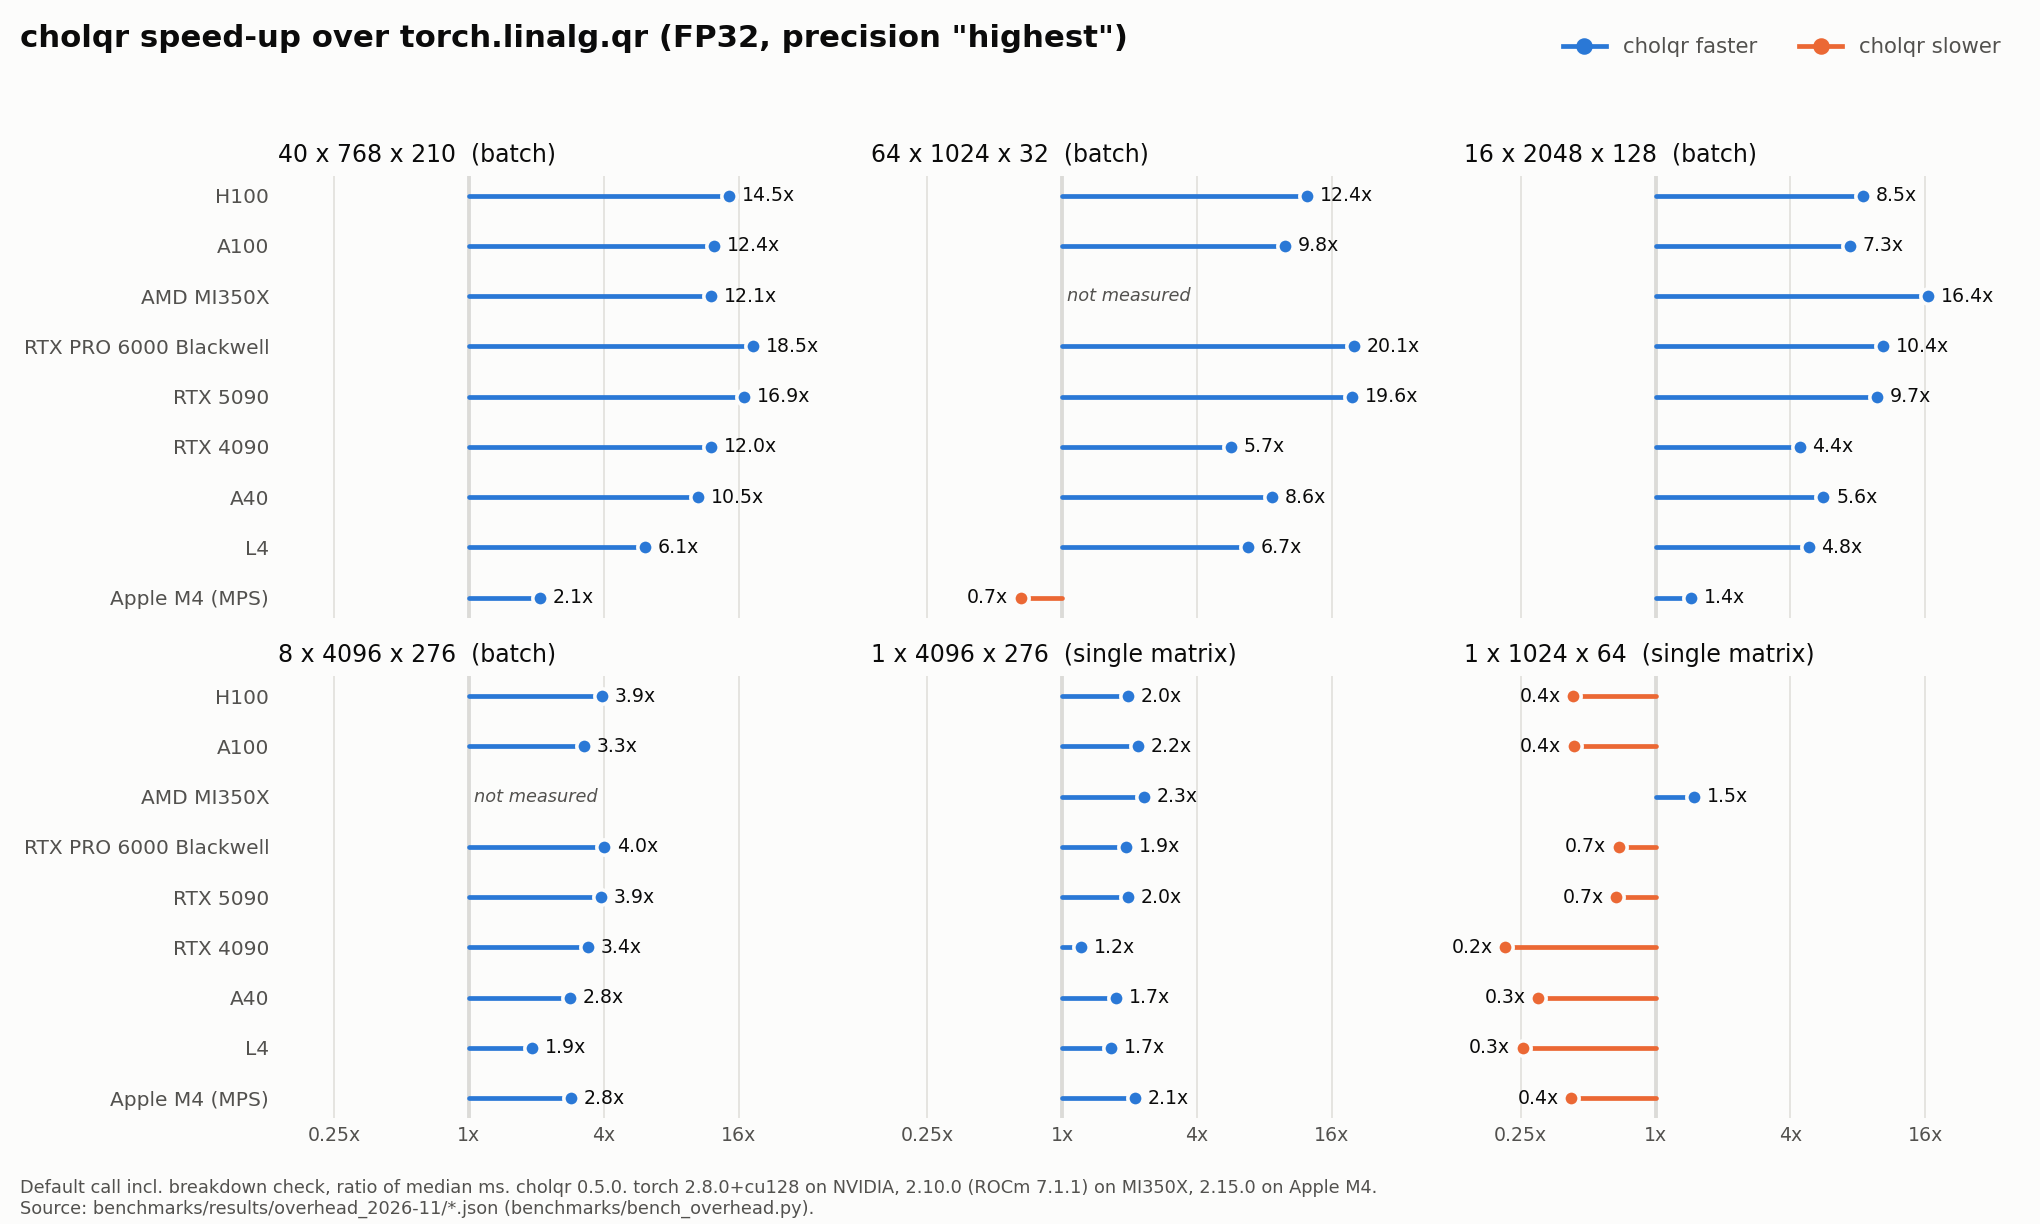 cholqr speed-up over torch.linalg.qr (FP32, precision "highest")
cholqr faster
cholqr slower
40 x 768 x 210 (batch)
64 x 1024 x 32 (batch)
16 x 2048 x 128 (batch)
H100 14.5x 12.4x 8.5x
A100 12.4x 9.8x 7.3x
AMD MI350X 12.1x not measured 16.4x
RTX PRO 6000 Blackwell 18.5x 20.1x 10.4x
RTX 5090 16.9x 19.6x 9.7x
RTX 4090 12.0x 5.7x 4.4x
A40 10.5x 8.6x 5.6x
L4 6.1x 6.7x 4.8x
Apple M4 (MPS) 2.1x 0.7x 1.4x
8 x 4096 x 276 (batch)
1 x 4096 x 276 (single matrix)
1 x 1024 x 64 (single matrix)
H100 3.9x 2.0x 0.4x
A100 3.3x 2.2x 0.4x
AMD MI350X not measured 2.3x 1.5x
RTX PRO 6000 Blackwell 4.0x 1.9x 0.7x
RTX 5090 3.9x 2.0x 0.7x
RTX 4090 3.4x 1.2x 0.2x
A40 2.8x 1.7x 0.3x
L4 1.9x 1.7x 0.3x
Apple M4 (MPS) 2.8x 2.1x 0.4x
0.25x 1x 4x 16x 0.25x 1x 4x 16x 0.25x 1x 4x 16x
Default call incl. breakdown check, ratio of median ms. cholqr 0.5.0. torch 2.8.0+cu128 on NVIDIA, 2.10.0 (ROCm 7.1.1) on MI350X, 2.15.0 on Apple M4.
Source: benchmarks/results/overhead_2026-11/*.json (benchmarks/bench_overhead.py).